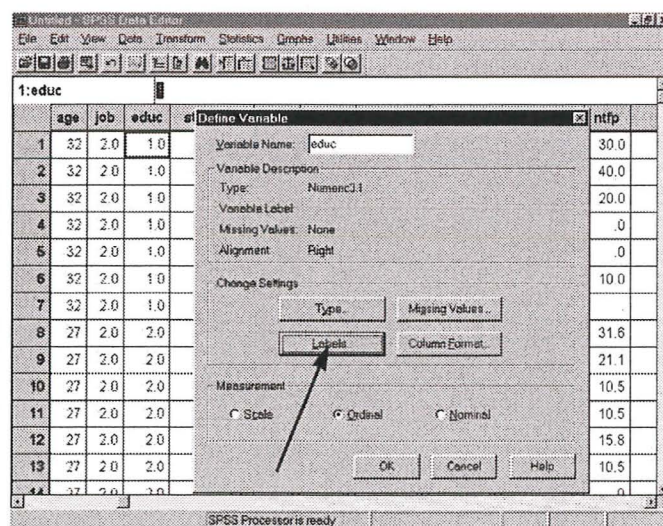 Untitled - SPSS Data Editor
File Edit View Data Transform Statistics Graphs Utilities Window Help
1:educ
age job educ ntfp
1 32 2.0 1.0 30.0
2 32 2.0 1.0 40.0
3 32 2.0 1.0 20.0
4 32 2.0 1.0 .0
5 32 2.0 1.0 .0
6 32 2.0 1.0 10.0
7 32 2.0 1.0 .
8 27 2.0 2.0 31.6
9 27 2.0 2.0 21.1
10 27 2.0 2.0 10.5
11 27 2.0 2.0 10.5
12 27 2.0 2.0 15.8
13 27 2.0 2.0 10.5
14 27 2.0 2.0 .0
Define Variable
Variable Name: educ
Variable Description
Type: Numeric3.1
Variable Label:
Missing Values: None
Alignment: Right
Change Settings
Type... Missing Values...
Labels... Column Format...
Measurement
Scale Ordinal Nominal
OK Cancel Help
SPSS Processor is ready